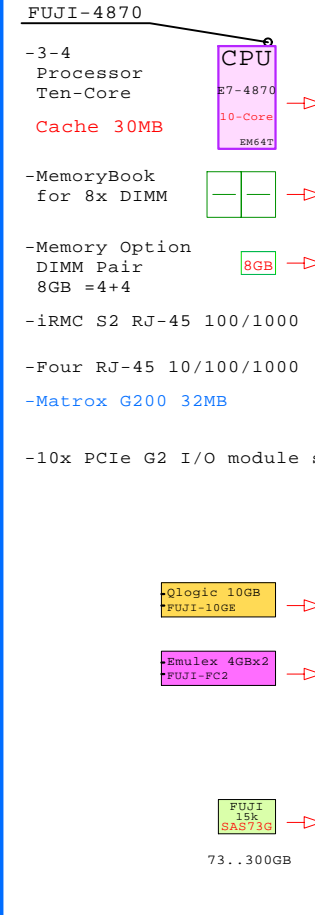 FUJI-4870
-3-4
Processor
Ten-Core
Cache 30MB
CPU
E7-4870
10-Core
EM64T
-MemoryBook
for 8x DIMM
-Memory Option
DIMM Pair
8GB =4+4
8GB
-iRMC S2 RJ-45 100/1000
-Four RJ-45 10/100/1000
-Matrox G200 32MB
-10x PCIe G2 I/O module
Qlogic 10GB
FUJI-10GE
Emulex 4GBx2
FUJI-FC2
FUJI
15k
SAS73G
73..300GB